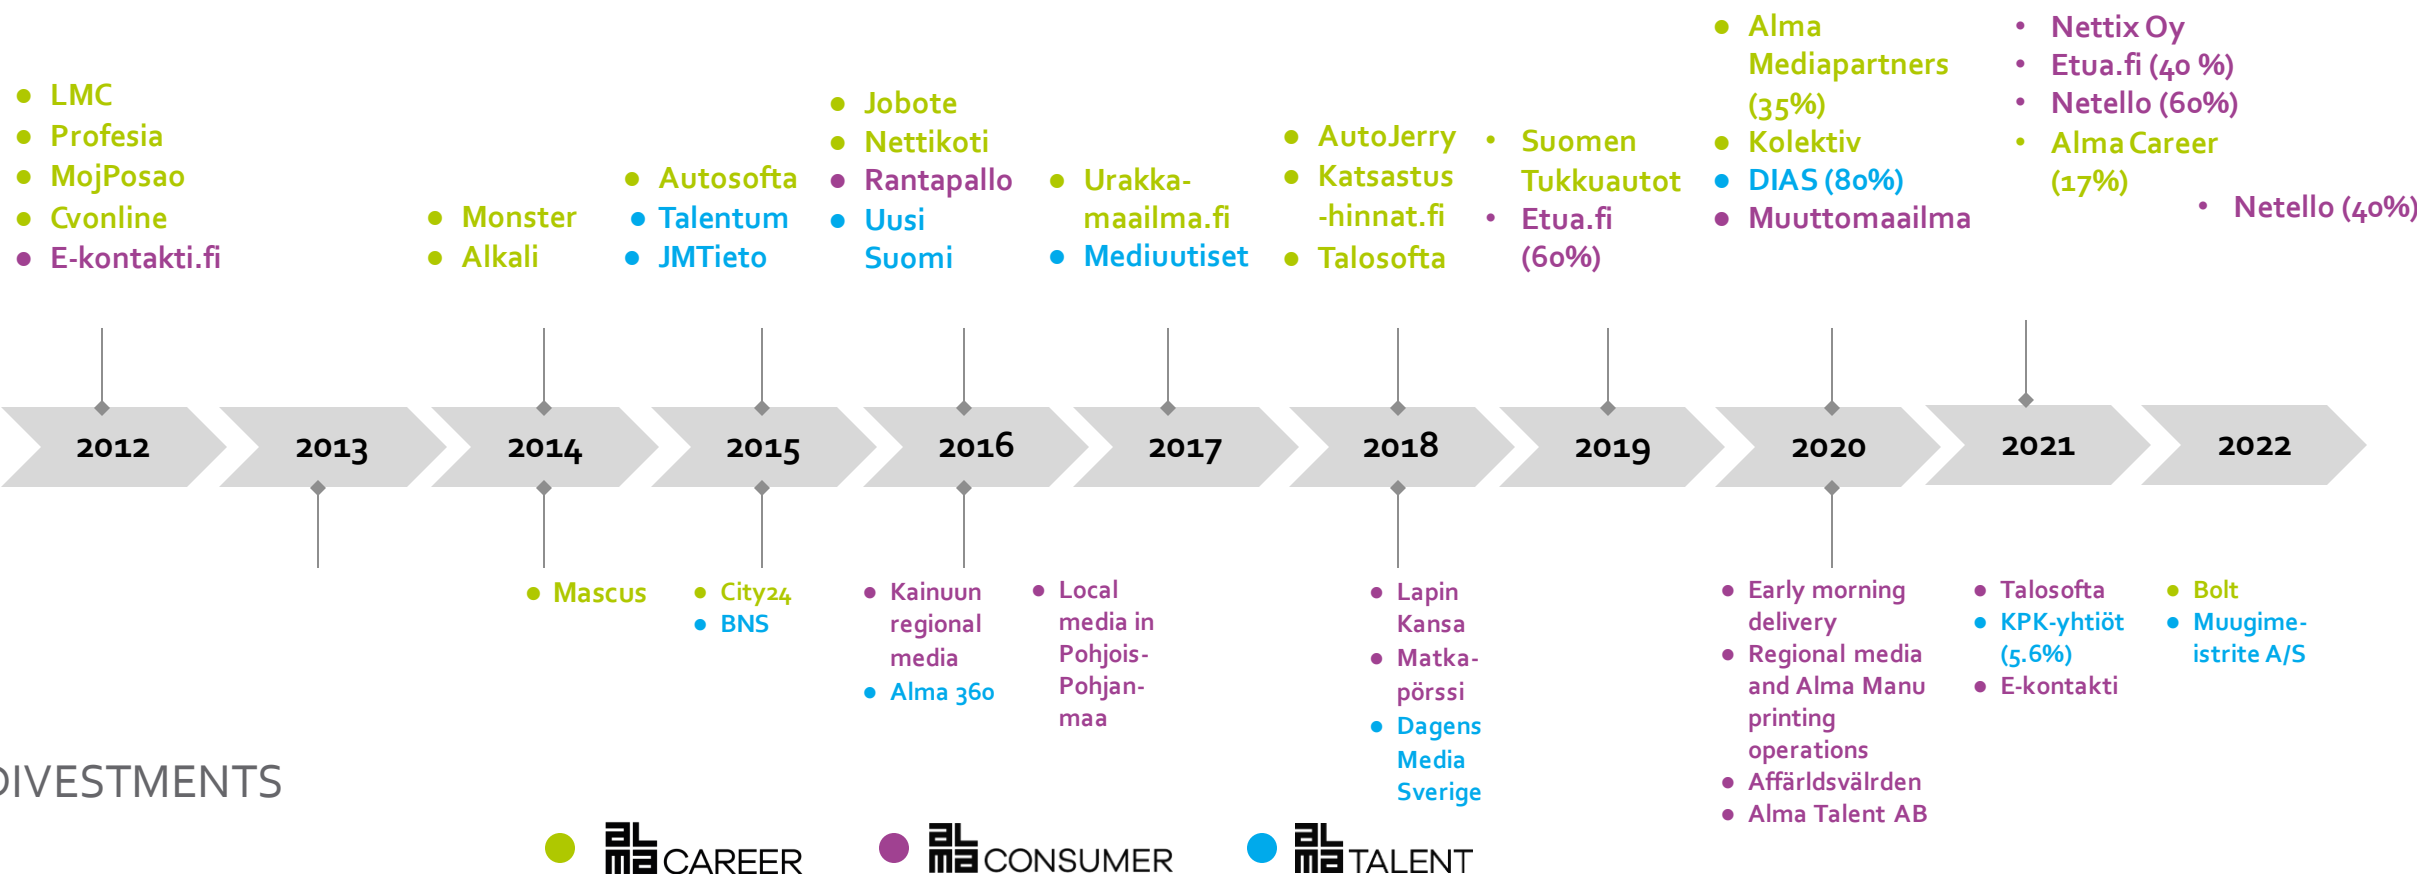 LMC
Profesia
MojPosao
Cvonline
E-kontakti.fi
Monster
Alkali
Autosofta
Talentum
JMTieto
Jobote
Nettikoti
Rantapallo
Uusi
Suomi
Urakka-
maailma.fi
Mediuutiset
AutoJerry
Katsastus
-hinnat.fi
Talosofta
Suomen
Tukkuautot
Etua.fi
(60%)
Alma
Mediapartners
(35%)
Kolektiv
DIAS (80%)
Muuttomaailma
Nettix Oy
Etua.fi (40 %)
Netello (60%)
Alma Career
(17%)
Netello (40%)
2012
2013
2014
2015
2016
2017
2018
2019
2020
2021
2022
Mascus
City24
BNS
Kainuun
regional
media
Alma 360
Local
media in
Pohjois-
Pohjan-
maa
Lapin
Kansa
Matka-
pörssi
Dagens
Media
Sverige
Early morning
delivery
Regional media
and Alma Manu
printing
operations
Affärldsvälrden
Alma Talent AB
Talosofta
KPK-yhtiöt
(5.6%)
E-kontakti
Bolt
Muugime-
istrite A/S
DIVESTMENTS
ALMA CAREER
ALMA CONSUMER
ALMA TALENT